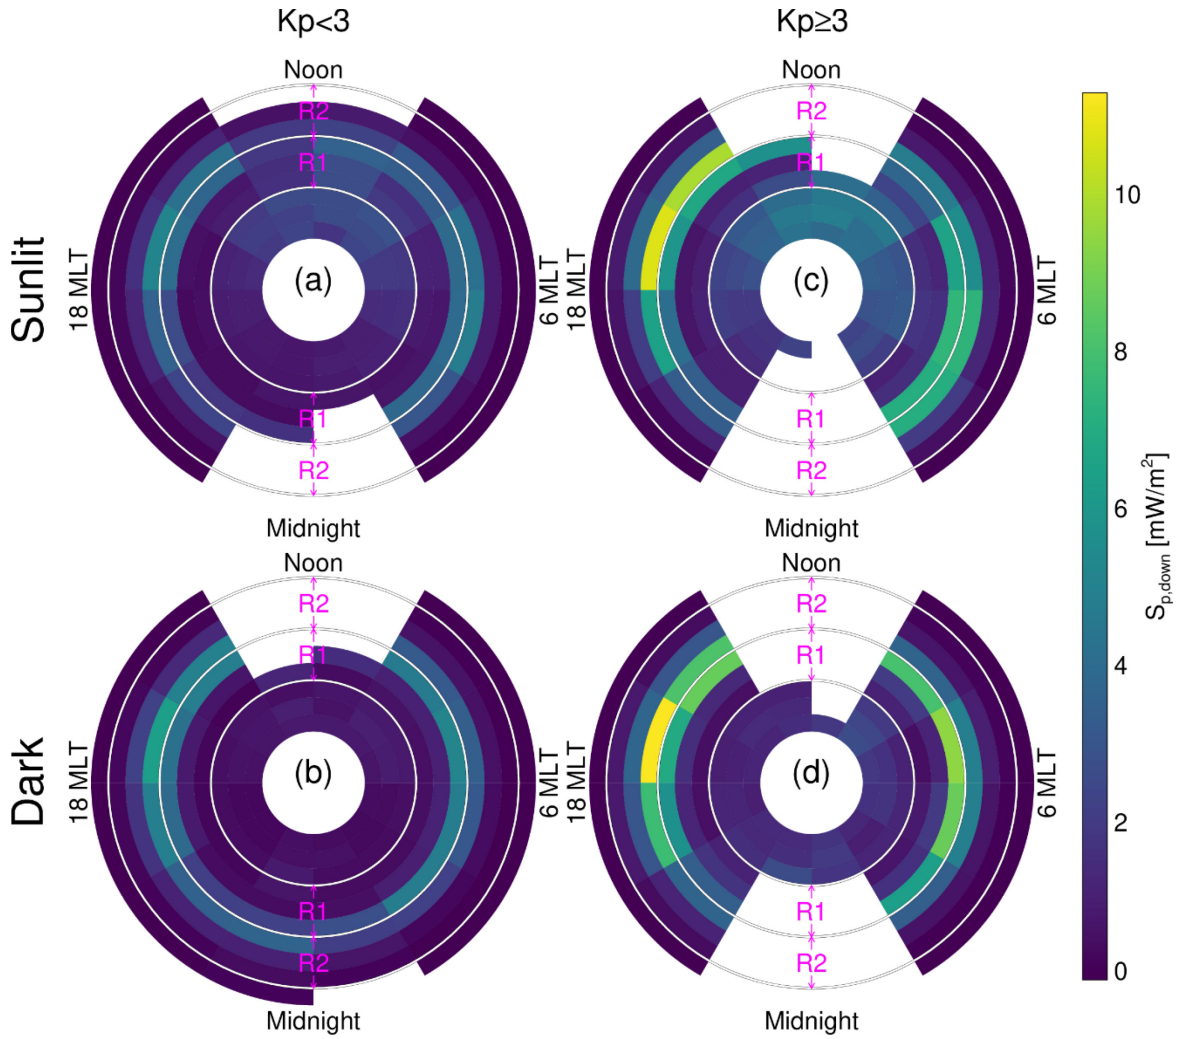 Kp<3
Kp≥3
Sunlit
Noon
R2
R1
(a)
18 MLT
6 MLT
R1
R2
Midnight
Noon
R2
R1
(c)
18 MLT
6 MLT
R1
R2
Midnight
Dark
Noon
R2
R1
(b)
18 MLT
6 MLT
R1
R2
Midnight
Noon
R2
R1
(d)
18 MLT
6 MLT
R1
R2
Midnight
10
8
6
4
2
0
Sp,down [mW/m²]